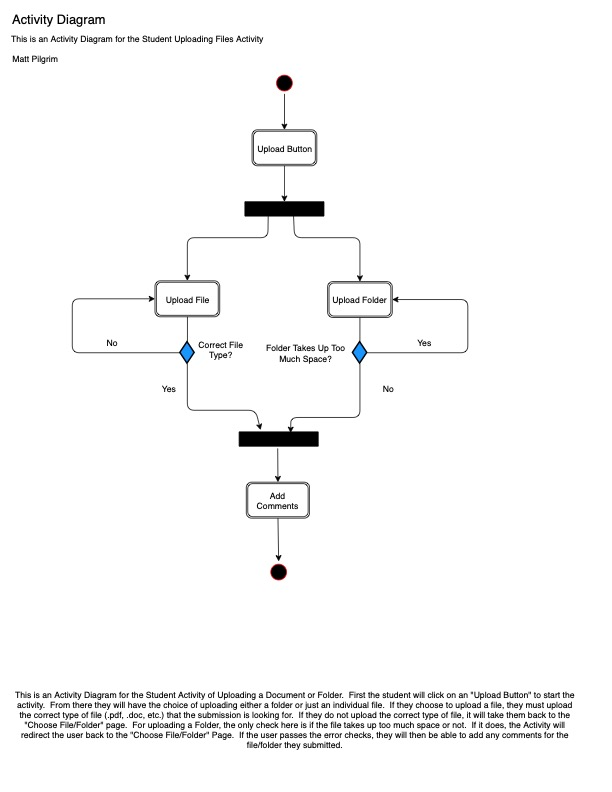 Activity Diagram
This is an Activity Diagram for the Student Uploading Files Activity
Matt Pilgrim
Upload Button
Upload File
Upload Folder
No
Correct File
Type?
Folder Takes Up Too
Much Space?
Yes
Yes
No
Add
Comments
This is an Activity Diagram for the Student Activity of Uploading a Document or Folder. First the student will click on an "Upload Button" to start the
activity. From there they will have the choice of uploading either a folder or just an individual file. If they choose to upload a file, they must upload
the correct type of file (.pdf, .doc, etc.) that the submission is looking for. If they do not upload the correct type of file, it will take them back to the
"Choose File/Folder" page. For uploading a Folder, the only check here is if the file takes up too much space or not. If it does, the Activity will
redirect the user back to the "Choose File/Folder" Page. If the user passes the error checks, they will then be able to add any comments for the
file/folder they submitted.